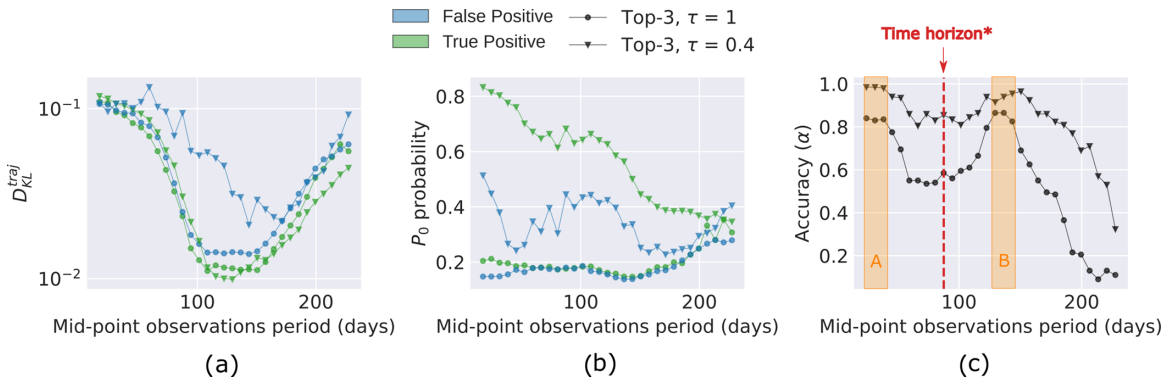 False Positive
True Positive
Top-3, τ = 1
Top-3, τ = 0.4
Time horizon*
10⁻¹
10⁻²
D_KL^traj
100
200
Mid-point observations period (days)
(a)
0.8
0.6
0.4
0.2
P₀ probability
100
200
Mid-point observations period (days)
(b)
1.0
0.8
0.6
0.4
0.2
Accuracy (α)
A
B
100
200
Mid-point observations period (days)
(c)